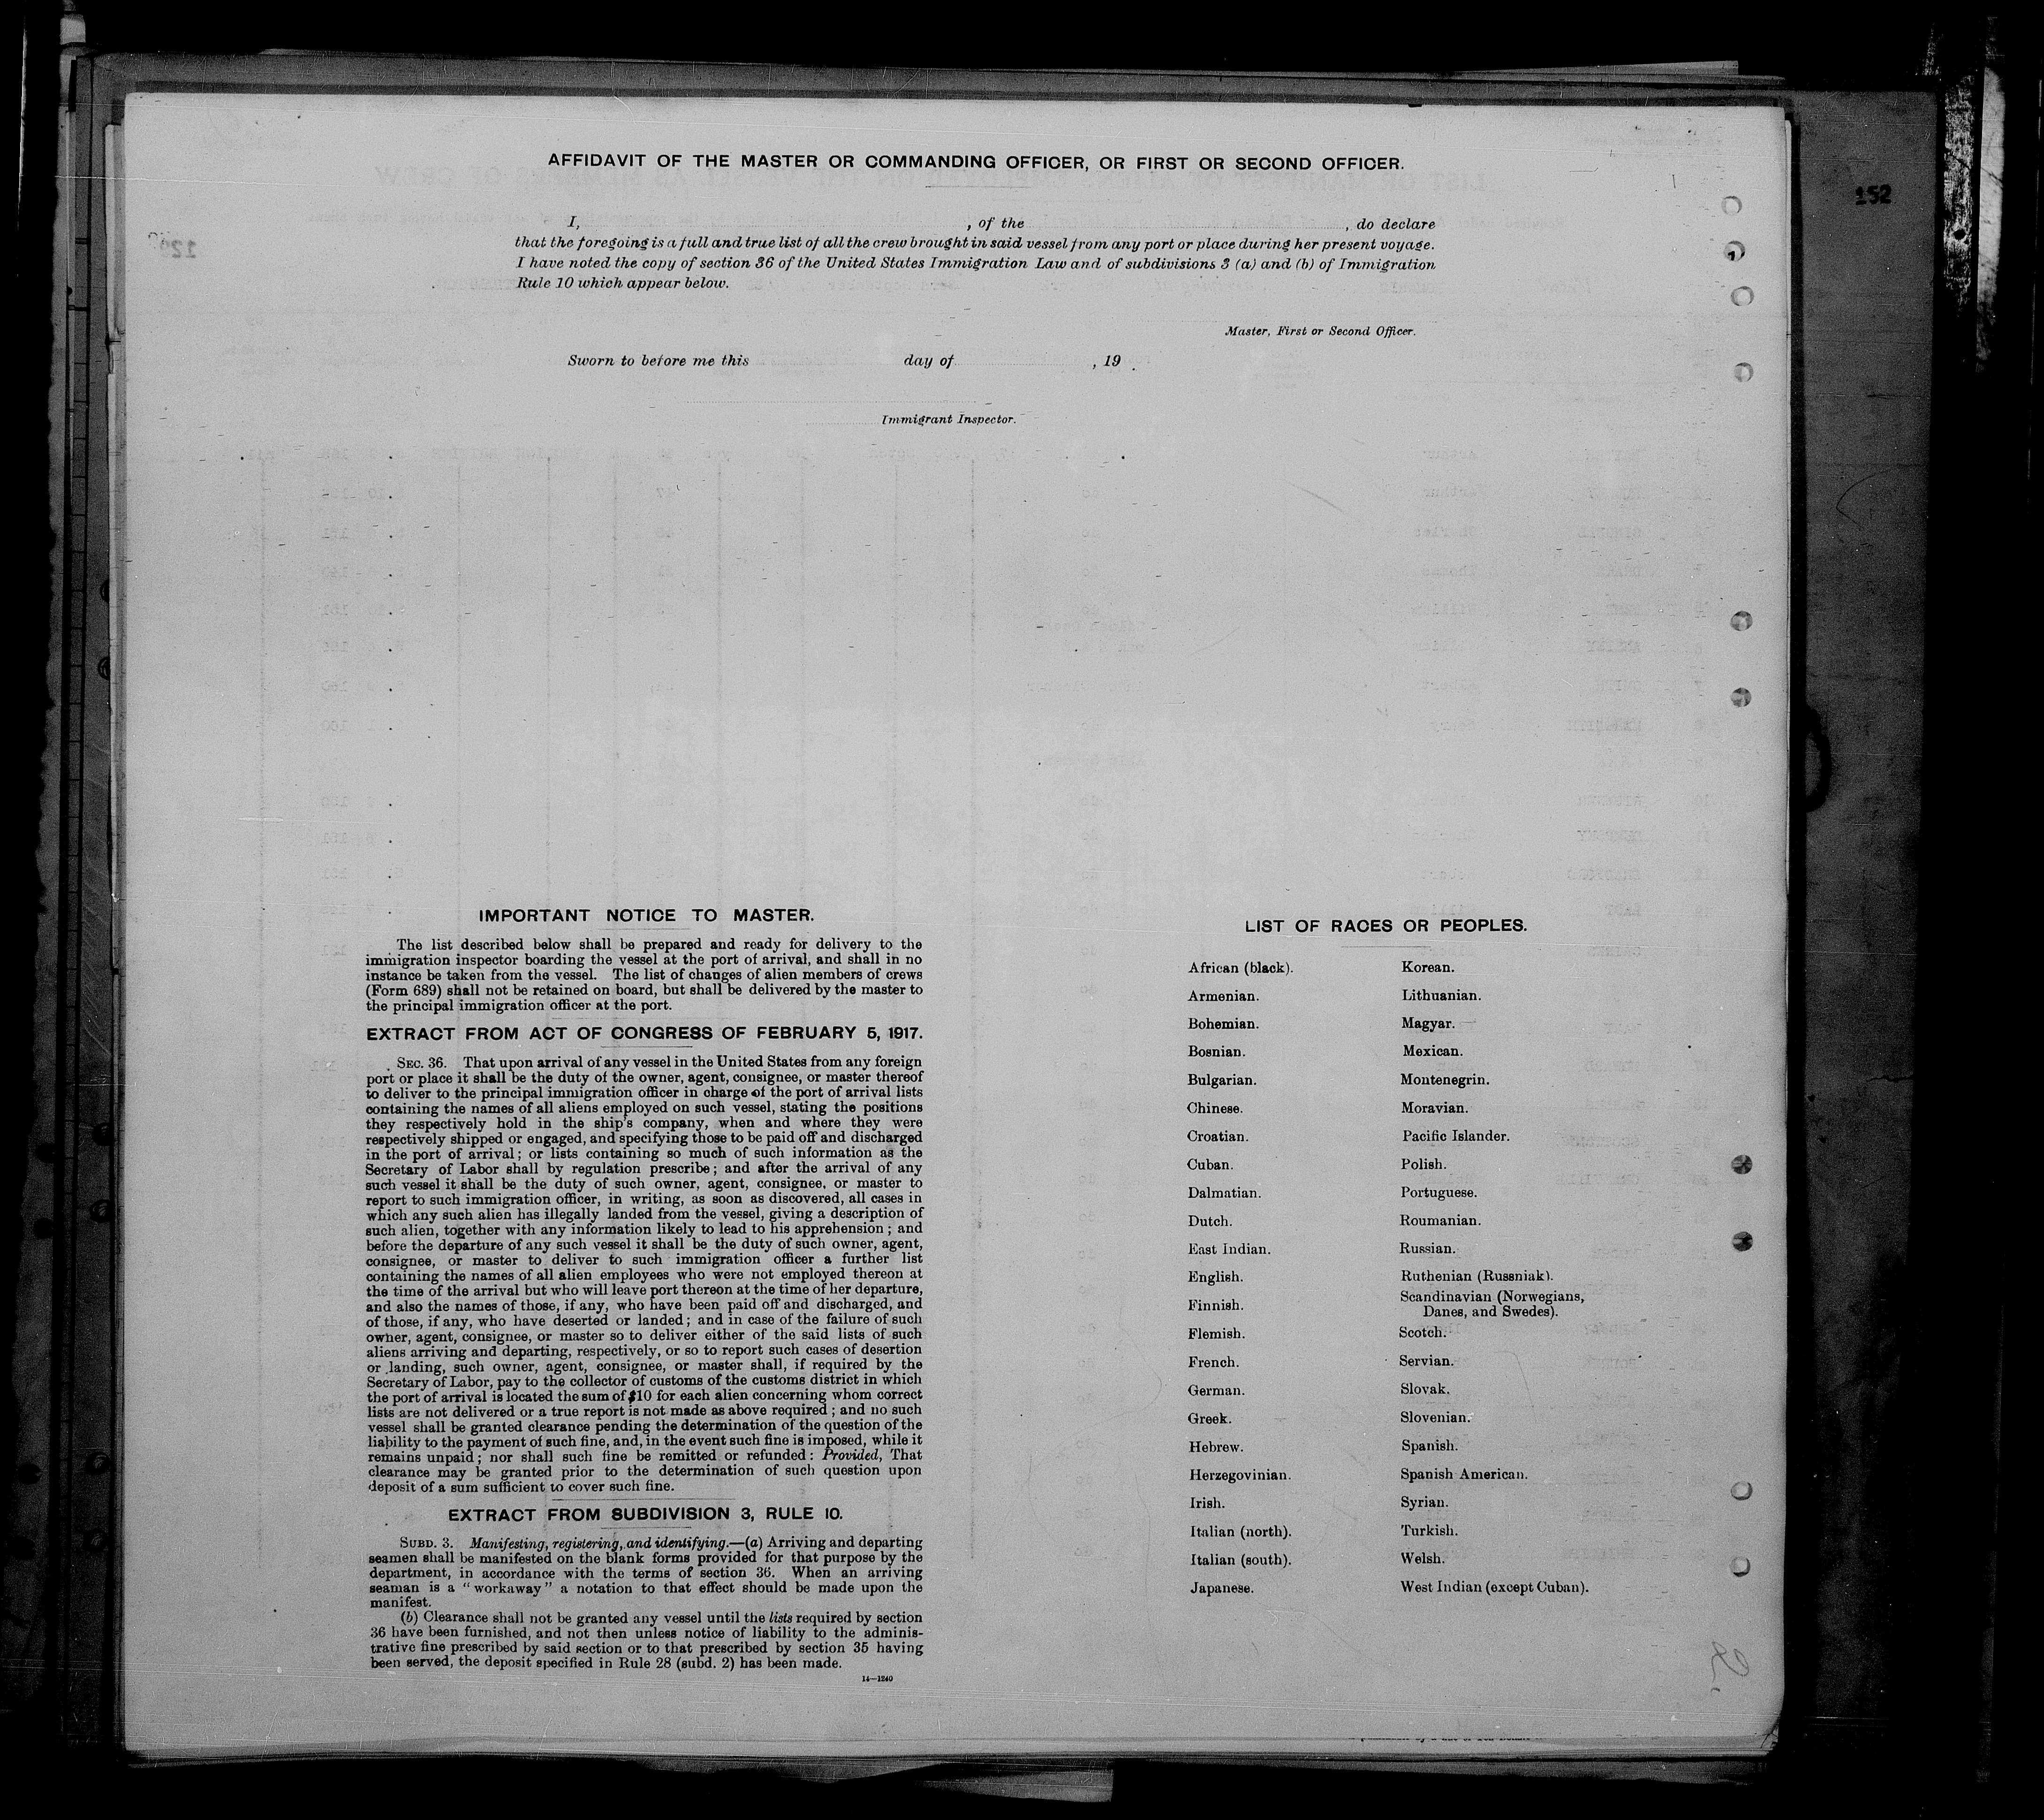 AFFIDAVIT OF THE MASTER OR COMMANDING OFFICER, OR FIRST OR SECOND OFFICER.
I, , of the , do declare
that the foregoing is a full and true list of all the crew brought in said vessel from any port or place during her present voyage.
I have noted the copy of section 36 of the United States Immigration Law and of subdivisions 3 (a) and (b) of Immigration
Rule 10 which appear below.
Master, First or Second Officer.
Sworn to before me this day of , 19 .
Immigrant Inspector.
152
IMPORTANT NOTICE TO MASTER.
The list described below shall be prepared and ready for delivery to the
immigration inspector boarding the vessel at the port of arrival, and shall in no
instance be taken from the vessel. The list of changes of alien members of crews
(Form 689) shall not be retained on board, but shall be delivered by the master to
the principal immigration officer at the port.
EXTRACT FROM ACT OF CONGRESS OF FEBRUARY 5, 1917.
SEC. 36. That upon arrival of any vessel in the United States from any foreign
port or place it shall be the duty of the owner, agent, consignee, or master thereof
to deliver to the principal immigration officer in charge of the port of arrival lists
containing the names of all aliens employed on such vessel, stating the positions
they respectively hold in the ship's company, when and where they were
respectively shipped or engaged, and specifying those to be paid off and discharged
in the port of arrival; or lists containing so much of such information as the
Secretary of Labor shall by regulation prescribe; and after the arrival of any
such vessel it shall be the duty of such owner, agent, consignee, or master to
report to such immigration officer, in writing, as soon as discovered, all cases in
which any such alien has illegally landed from the vessel, giving a description of
such alien, together with any information likely to lead to his apprehension; and
before the departure of any such vessel it shall be the duty of such owner, agent,
consignee, or master to deliver to such immigration officer a further list
containing the names of all alien employees who were not employed thereon at
the time of the arrival but who will leave port thereon at the time of her departure,
and also the names of those, if any, who have been paid off and discharged, and
of those, if any, who have deserted or landed; and in case of the failure of such
owner, agent, consignee, or master so to deliver either of the said lists of such
aliens arriving and departing, respectively, or so to report such cases of desertion
or landing, such owner, agent, consignee, or master shall, if required by the
Secretary of Labor, pay to the collector of customs of the customs district in which
the port of arrival is located the sum of $10 for each alien concerning whom correct
lists are not delivered or a true report is not made as above required; and no such
vessel shall be granted clearance pending the determination of the question of the
liability to the payment of such fine, and, in the event such fine is imposed, while it
remains unpaid; nor shall such fine be remitted or refunded: Provided, That
clearance may be granted prior to the determination of such question upon
deposit of a sum sufficient to cover such fine.
EXTRACT FROM SUBDIVISION 3, RULE 10.
SUBD. 3. Manifesting, registering, and identifying.—(a) Arriving and departing
seamen shall be manifested on the blank forms provided for that purpose by the
department, in accordance with the terms of section 36. When an arriving
seaman is a "workaway" a notation to that effect should be made upon the
manifest.
(b) Clearance shall not be granted any vessel until the lists required by section
36 have been furnished, and not then unless notice of liability to the adminis-
trative fine prescribed by said section or to that prescribed by section 35 having
been served, the deposit specified in Rule 28 (subd. 2) has been made.
14—1240
LIST OF RACES OR PEOPLES.
African (black).
Armenian.
Bohemian.
Bosnian.
Bulgarian.
Chinese.
Croatian.
Cuban.
Dalmatian.
Dutch.
East Indian.
English.
Finnish.
Flemish.
French.
German.
Greek.
Hebrew.
Herzegovinian.
Irish.
Italian (north).
Italian (south).
Japanese.
Korean.
Lithuanian.
Magyar.
Mexican.
Montenegrin.
Moravian.
Pacific Islander.
Polish.
Portuguese.
Roumanian.
Russian.
Ruthenian (Russniak).
Scandinavian (Norwegians,
Danes, and Swedes).
Scotch.
Servian.
Slovak.
Slovenian.
Spanish.
Spanish American.
Syrian.
Turkish.
Welsh.
West Indian (except Cuban).
2